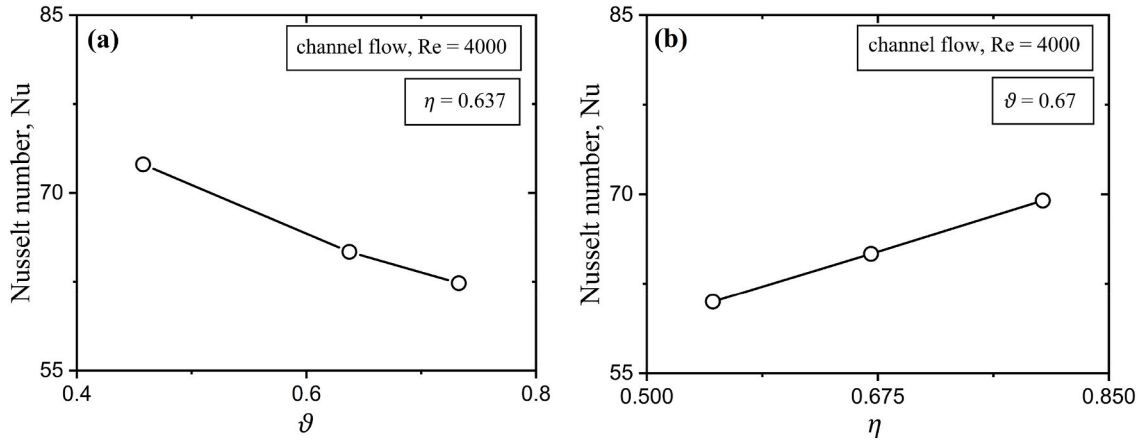 (a)
channel flow, Re = 4000
η = 0.637
Nusselt number, Nu
85
70
55
0.4
0.6
0.8
ϑ
(b)
channel flow, Re = 4000
ϑ = 0.67
Nusselt number, Nu
85
70
55
0.500
0.675
0.850
η